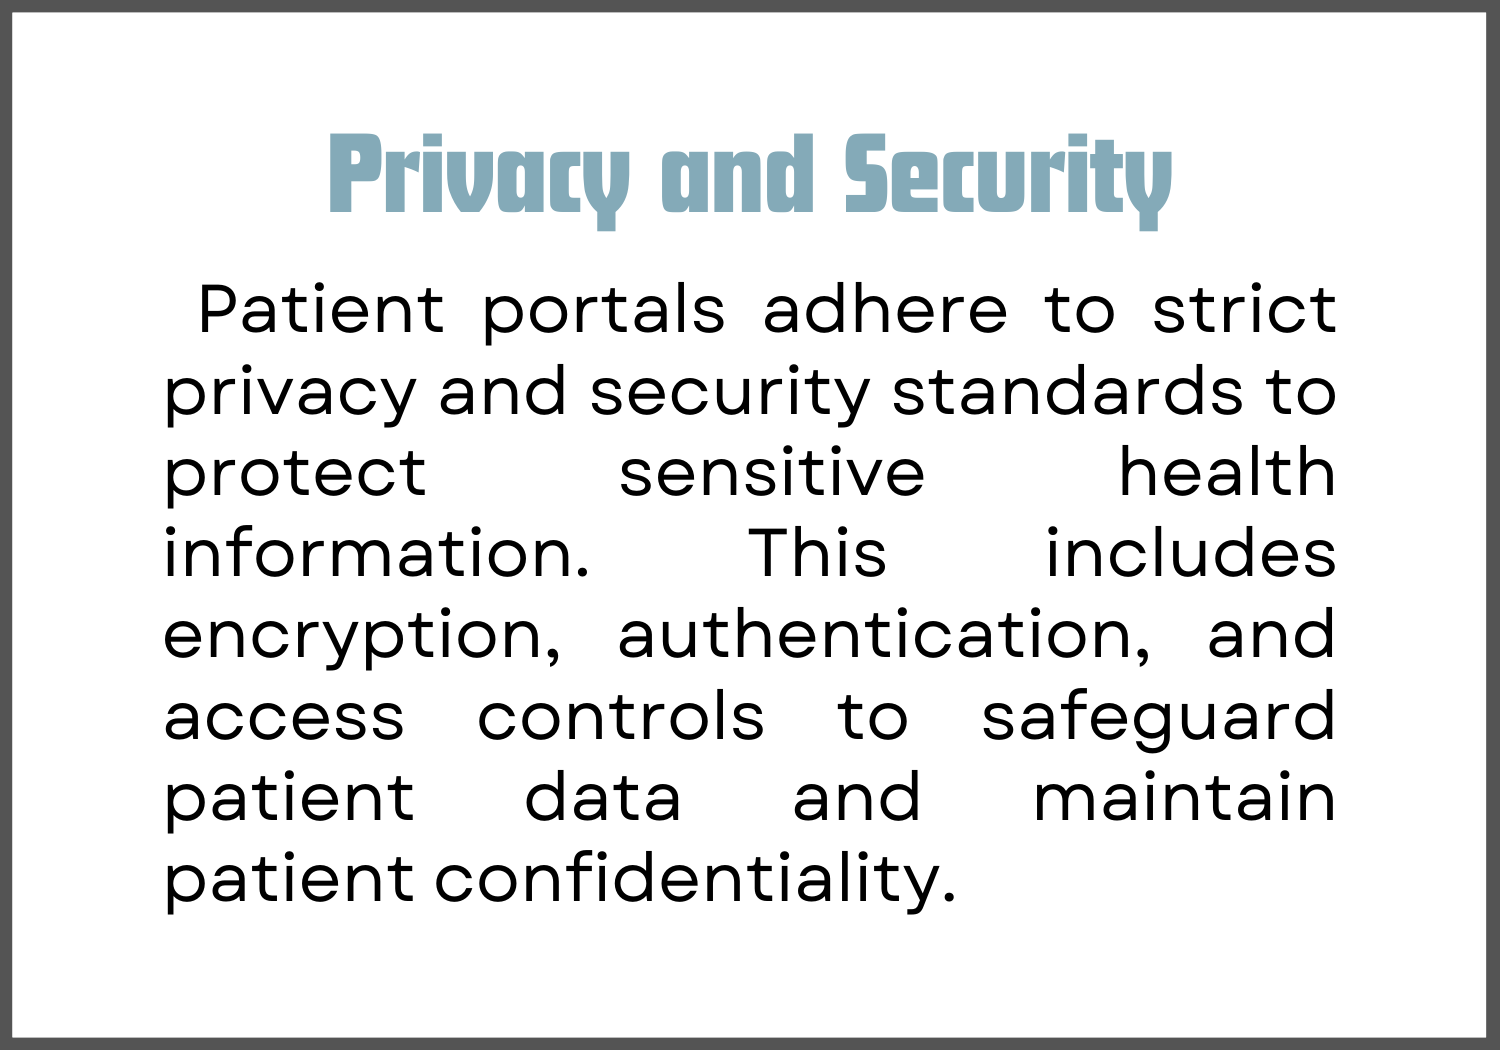 Privacy and Security
Patient portals adhere to strict
privacy and security standards to
protect sensitive health
information. This includes
encryption, authentication, and
access controls to safeguard
patient data and maintain
patient confidentiality.